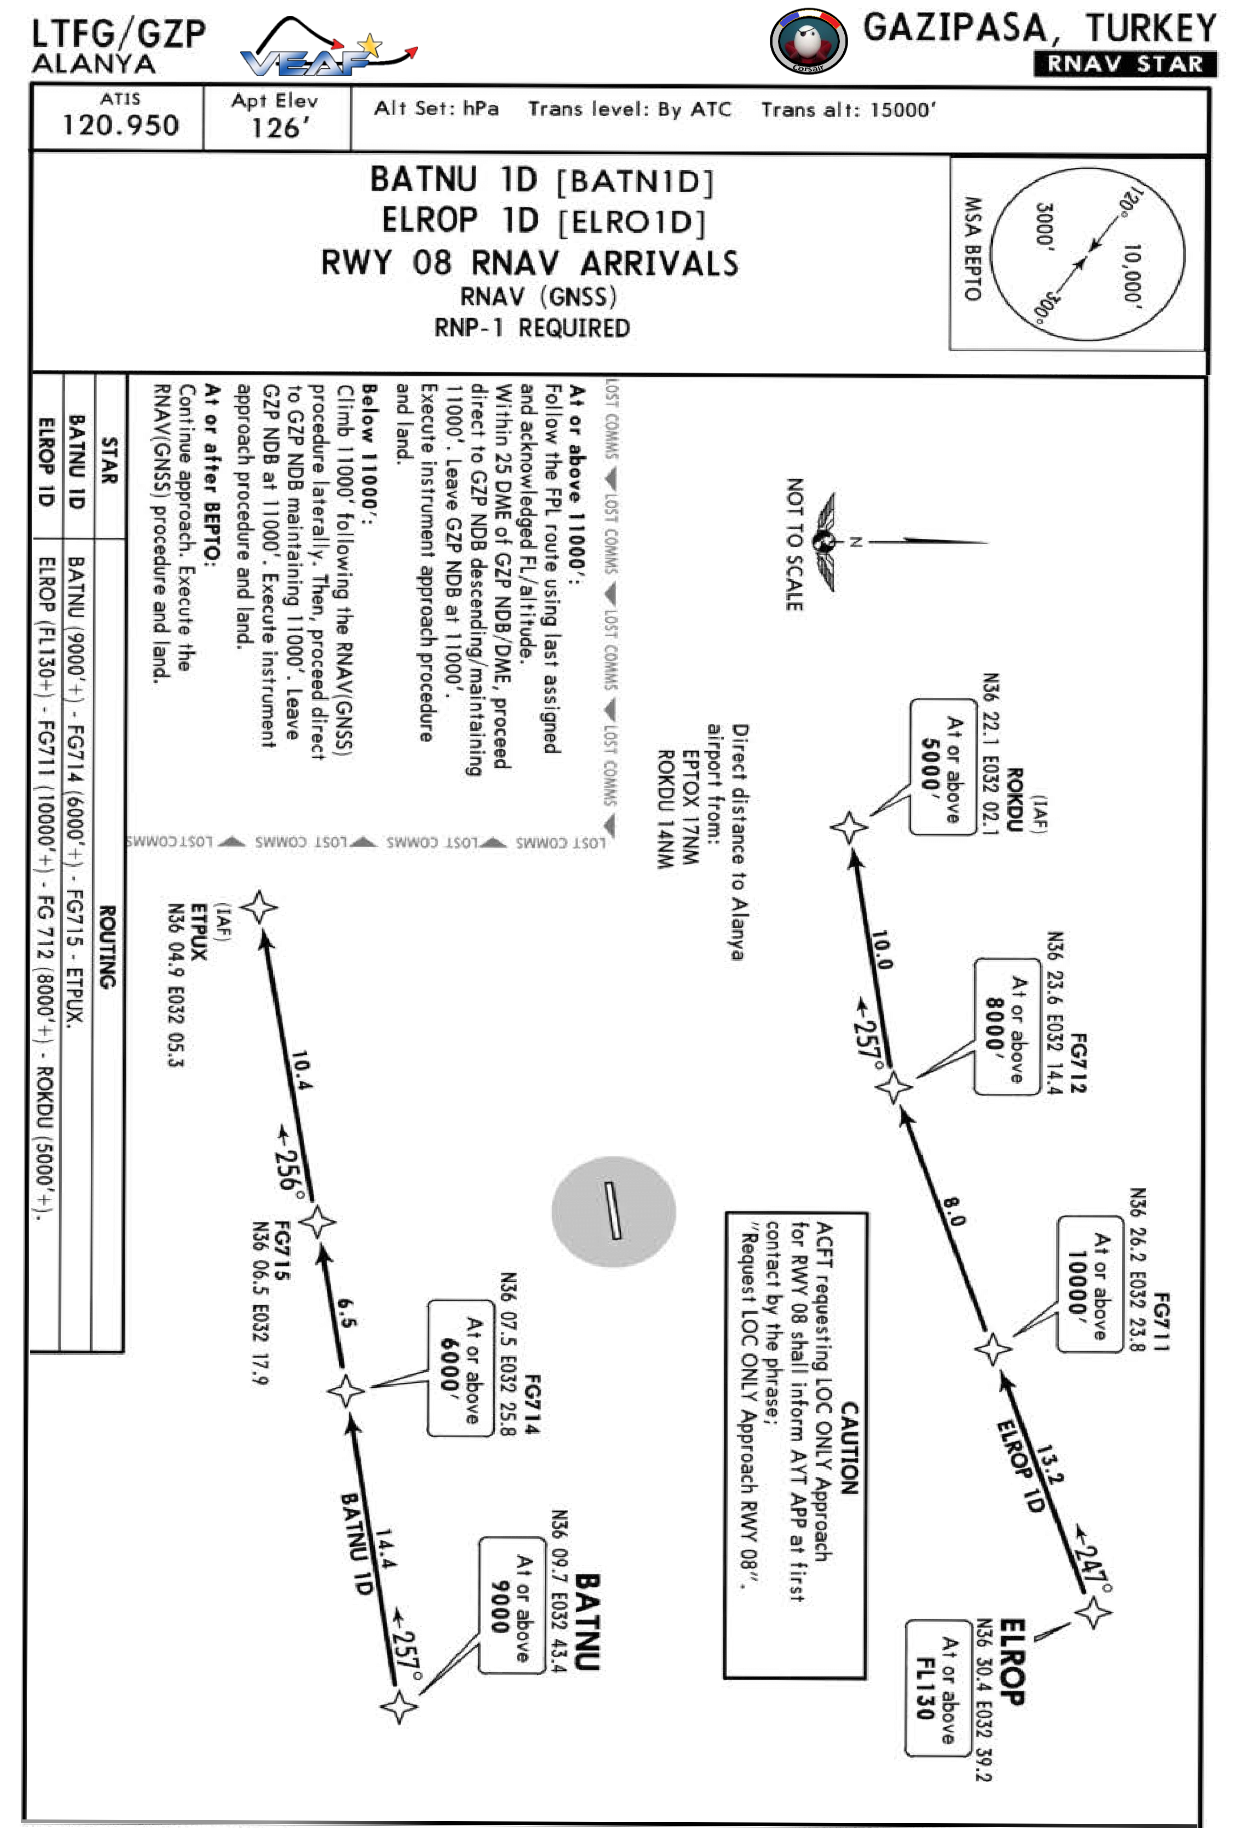 LTFG/GZP
ALANYA
VEAF
corsair
GAZIPASA, TURKEY
RNAV STAR
ATIS
120.950
Apt Elev
126'
Alt Set: hPa Trans level: By ATC Trans alt: 15000'
BATNU 1D [BATN1D]
ELROP 1D [ELRO1D]
RWY 08 RNAV ARRIVALS
RNAV (GNSS)
RNP-1 REQUIRED
MSA BEPTO
120°
3000'
10,000'
300°
LOST COMMS LOST COMMS LOST COMMS LOST COMMS
At or above 11000':
Follow the FPL route using last assigned
and acknowledged FL/altitude.
Within 25 DME of GZP NDB/DME, proceed
direct to GZP NDB descending/maintaining
11000'. Leave GZP NDB at 11000'.
Execute instrument approach procedure
and land.
Below 11000':
Climb 11000' following the RNAV(GNSS)
procedure laterally. Then, proceed direct
to GZP NDB maintaining 11000'. Leave
GZP NDB at 11000'. Execute instrument
approach procedure and land.
At or after BEPTO:
Continue approach. Execute the
RNAV(GNSS) procedure and land.
LOST COMMS LOST COMMS LOST COMMS LOST COMMS
STAR
ROUTING
BATNU 1D
BATNU (9000'+) - FG714 (6000'+) - FG715 - ETPUX.
ELROP 1D
ELROP (FL130+) - FG711 (10000'+) - FG 712 (8000'+) - ROKDU (5000'+).
N
NOT TO SCALE
Direct distance to Alanya
airport from:
EPTOX 17NM
ROKDU 14NM
(IAF)
ROKDU
N36 22.1 E032 02.1
At or above
5000'
10.0
257°
FG712
N36 23.6 E032 14.4
At or above
8000'
8.0
FG711
N36 26.2 E032 23.8
At or above
10000'
13.2
ELROP 1D
247°
ELROP
N36 30.4 E032 39.2
At or above
FL130
CAUTION
ACFT requesting LOC ONLY Approach
for RWY 08 shall inform AYT APP at first
contact by the phrase;
"Request LOC ONLY Approach RWY 08".
(IAF)
ETPUX
N36 04.9 E032 05.3
10.4
256°
FG715
N36 06.5 E032 17.9
6.5
FG714
N36 07.5 E032 25.8
At or above
6000'
14.4
BATNU 1D
257°
BATNU
N36 09.7 E032 43.4
At or above
9000